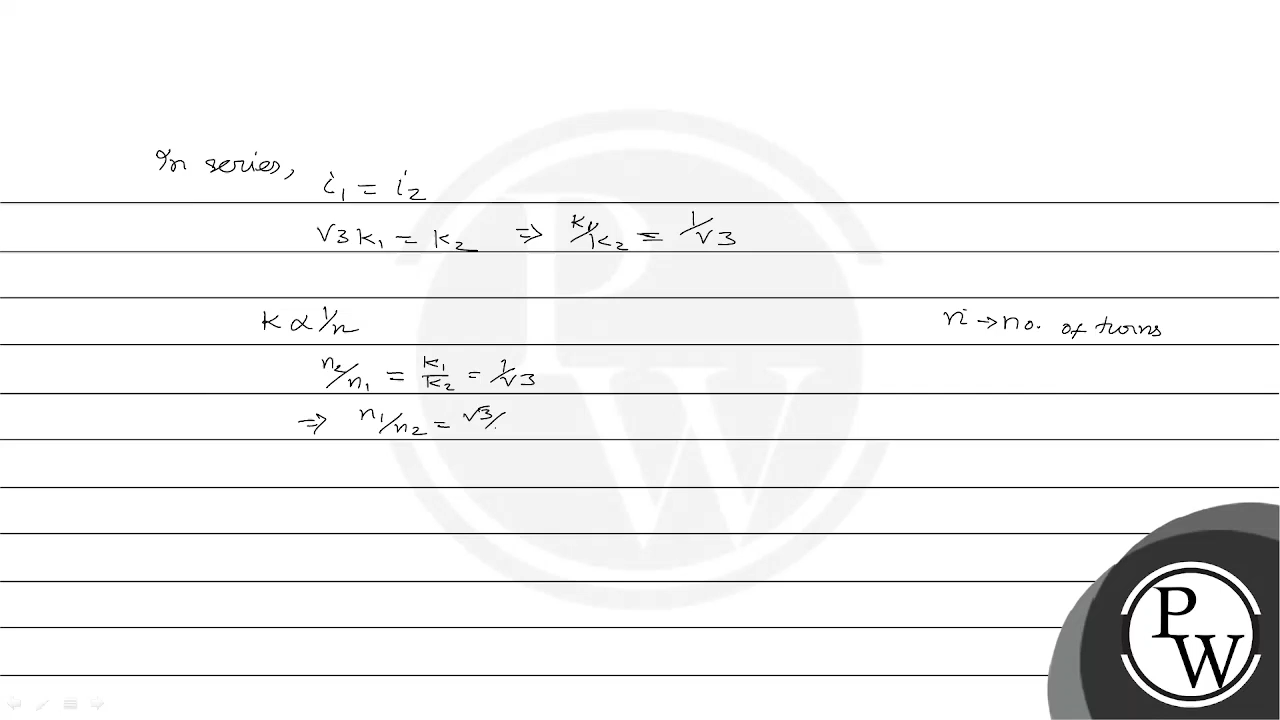 In series,
i₁ = i₂
√3 K₁ = K₂ ⇒ K₁/K₂ = 1/√3
K ∝ 1/n
n → no. of turns
n₂/n₁ = K₁/K₂ = 1/√3
⇒ n₁/n₂ = √3/
P
W
P
W